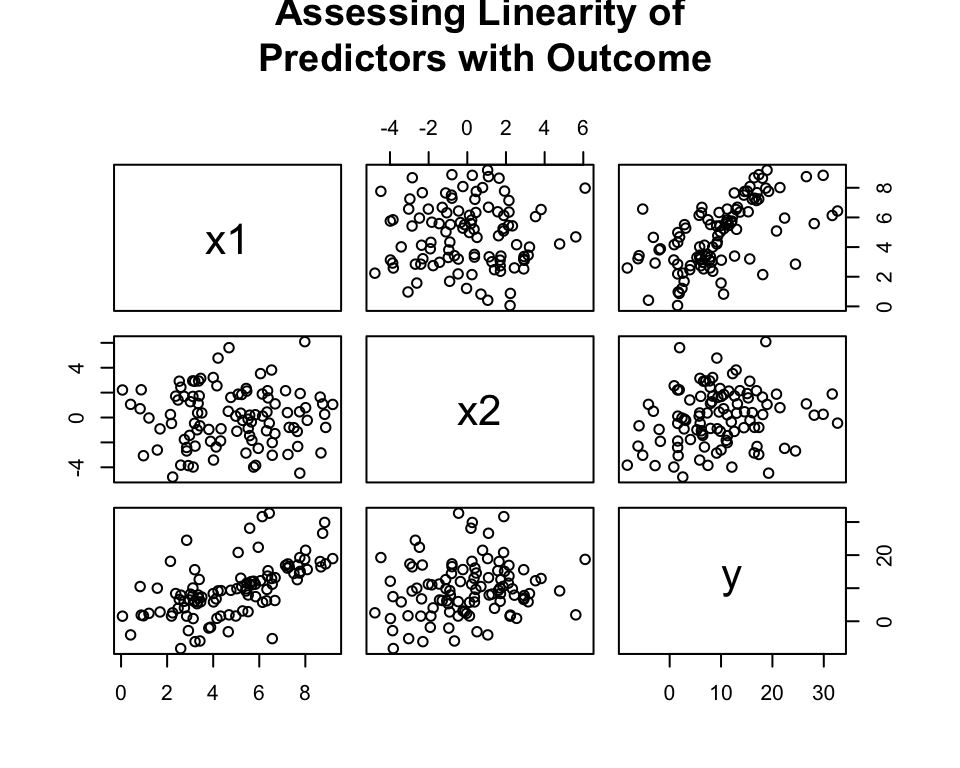 Assessing Linearity of
Predictors with Outcome
-4 -2 0 2 4 6
x1
0 2 4 6 8
-4 0 4
x2
y
0 20
0 2 4 6 8
0 10 20 30